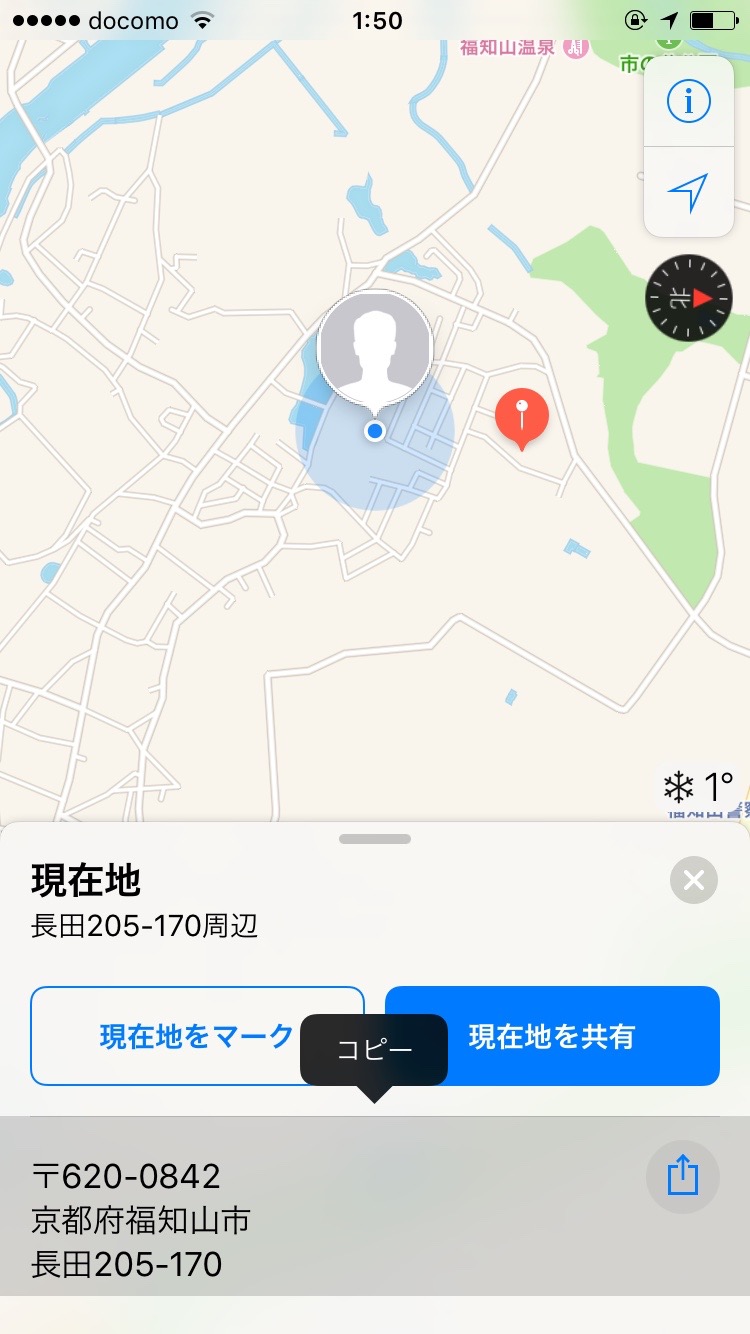 docomo
1:50
福知山温泉
市の
北
1°
現在地
長田205-170周辺
現在地をマーク
コピー
現在地を共有
〒620-0842
京都府福知山市
長田205-170